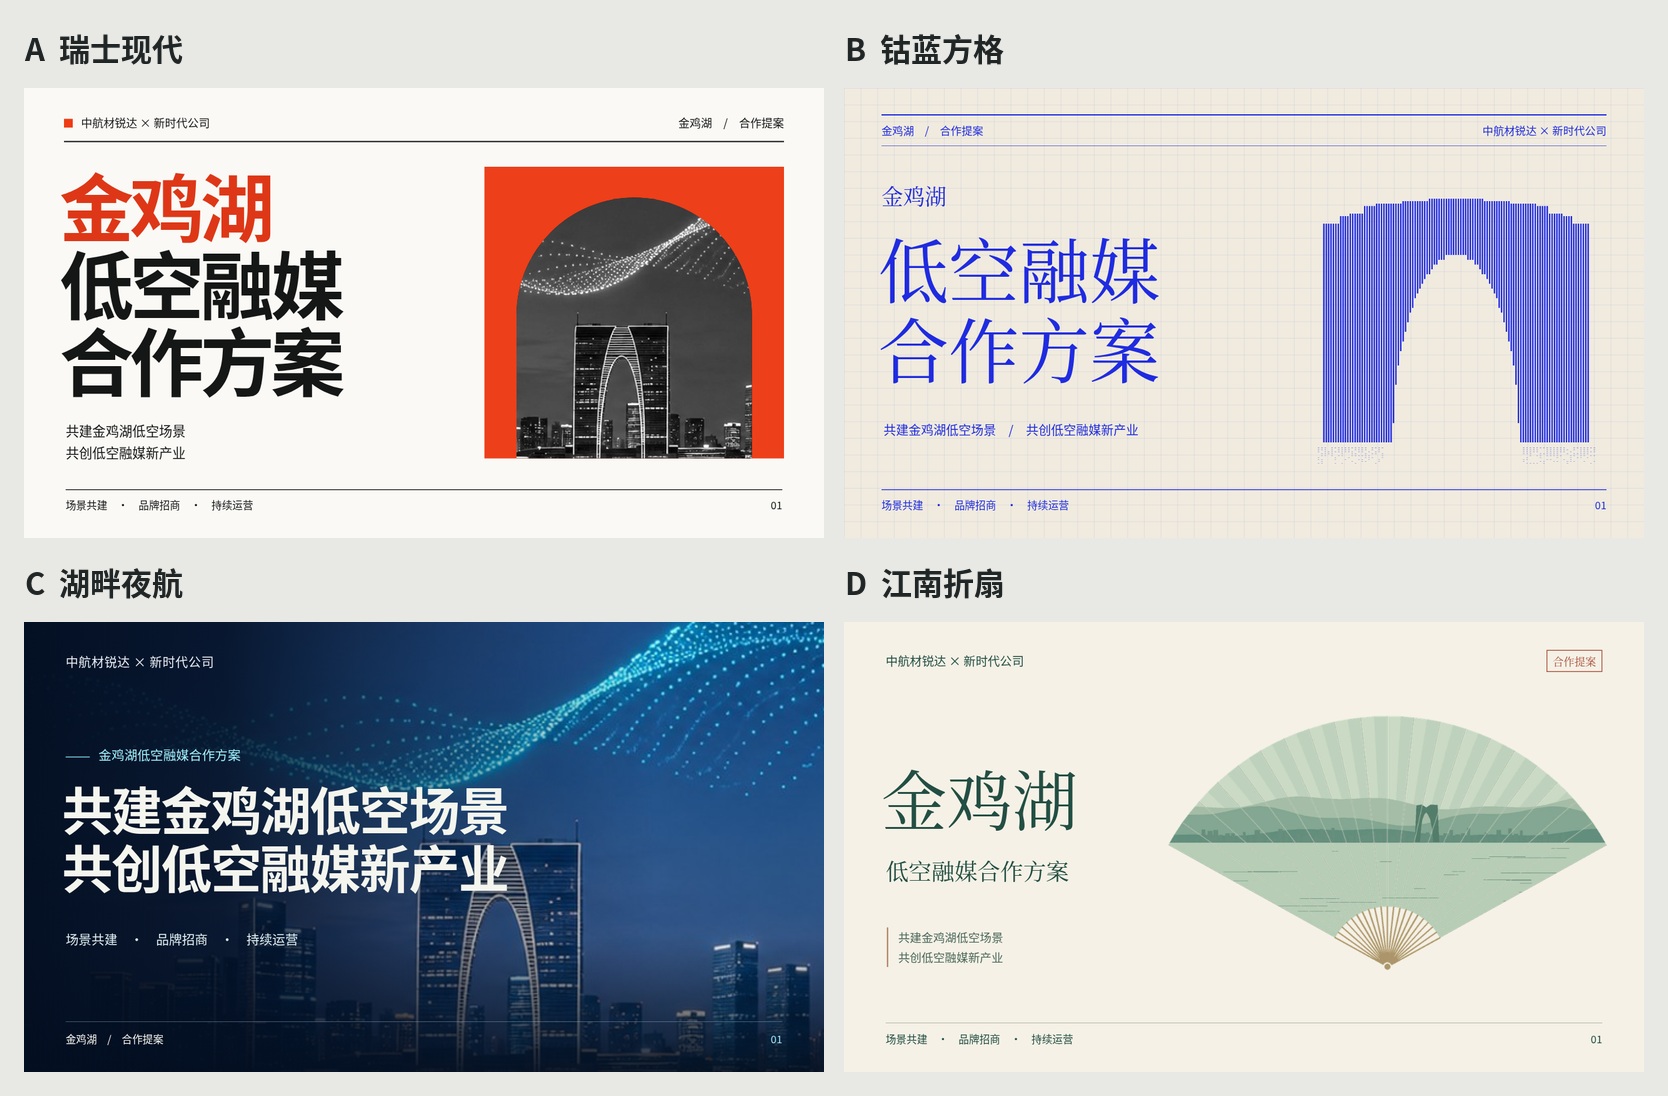 A 瑞士现代
中航材锐达 × 新时代公司
金鸡湖 / 合作提案
金鸡湖
低空融媒
合作方案
共建金鸡湖低空场景
共创低空融媒新产业
场景共建 · 品牌招商 · 持续运营
01
B 钴蓝方格
金鸡湖 / 合作提案
中航材锐达 × 新时代公司
金鸡湖
低空融媒
合作方案
共建金鸡湖低空场景 / 共创低空融媒新产业
场景共建 · 品牌招商 · 持续运营
01
C 湖畔夜航
中航材锐达 × 新时代公司
金鸡湖低空融媒合作方案
共建金鸡湖低空场景
共创低空融媒新产业
场景共建 · 品牌招商 · 持续运营
金鸡湖 / 合作提案
01
D 江南折扇
中航材锐达 × 新时代公司
合作提案
金鸡湖
低空融媒合作方案
共建金鸡湖低空场景
共创低空融媒新产业
场景共建 · 品牌招商 · 持续运营
01